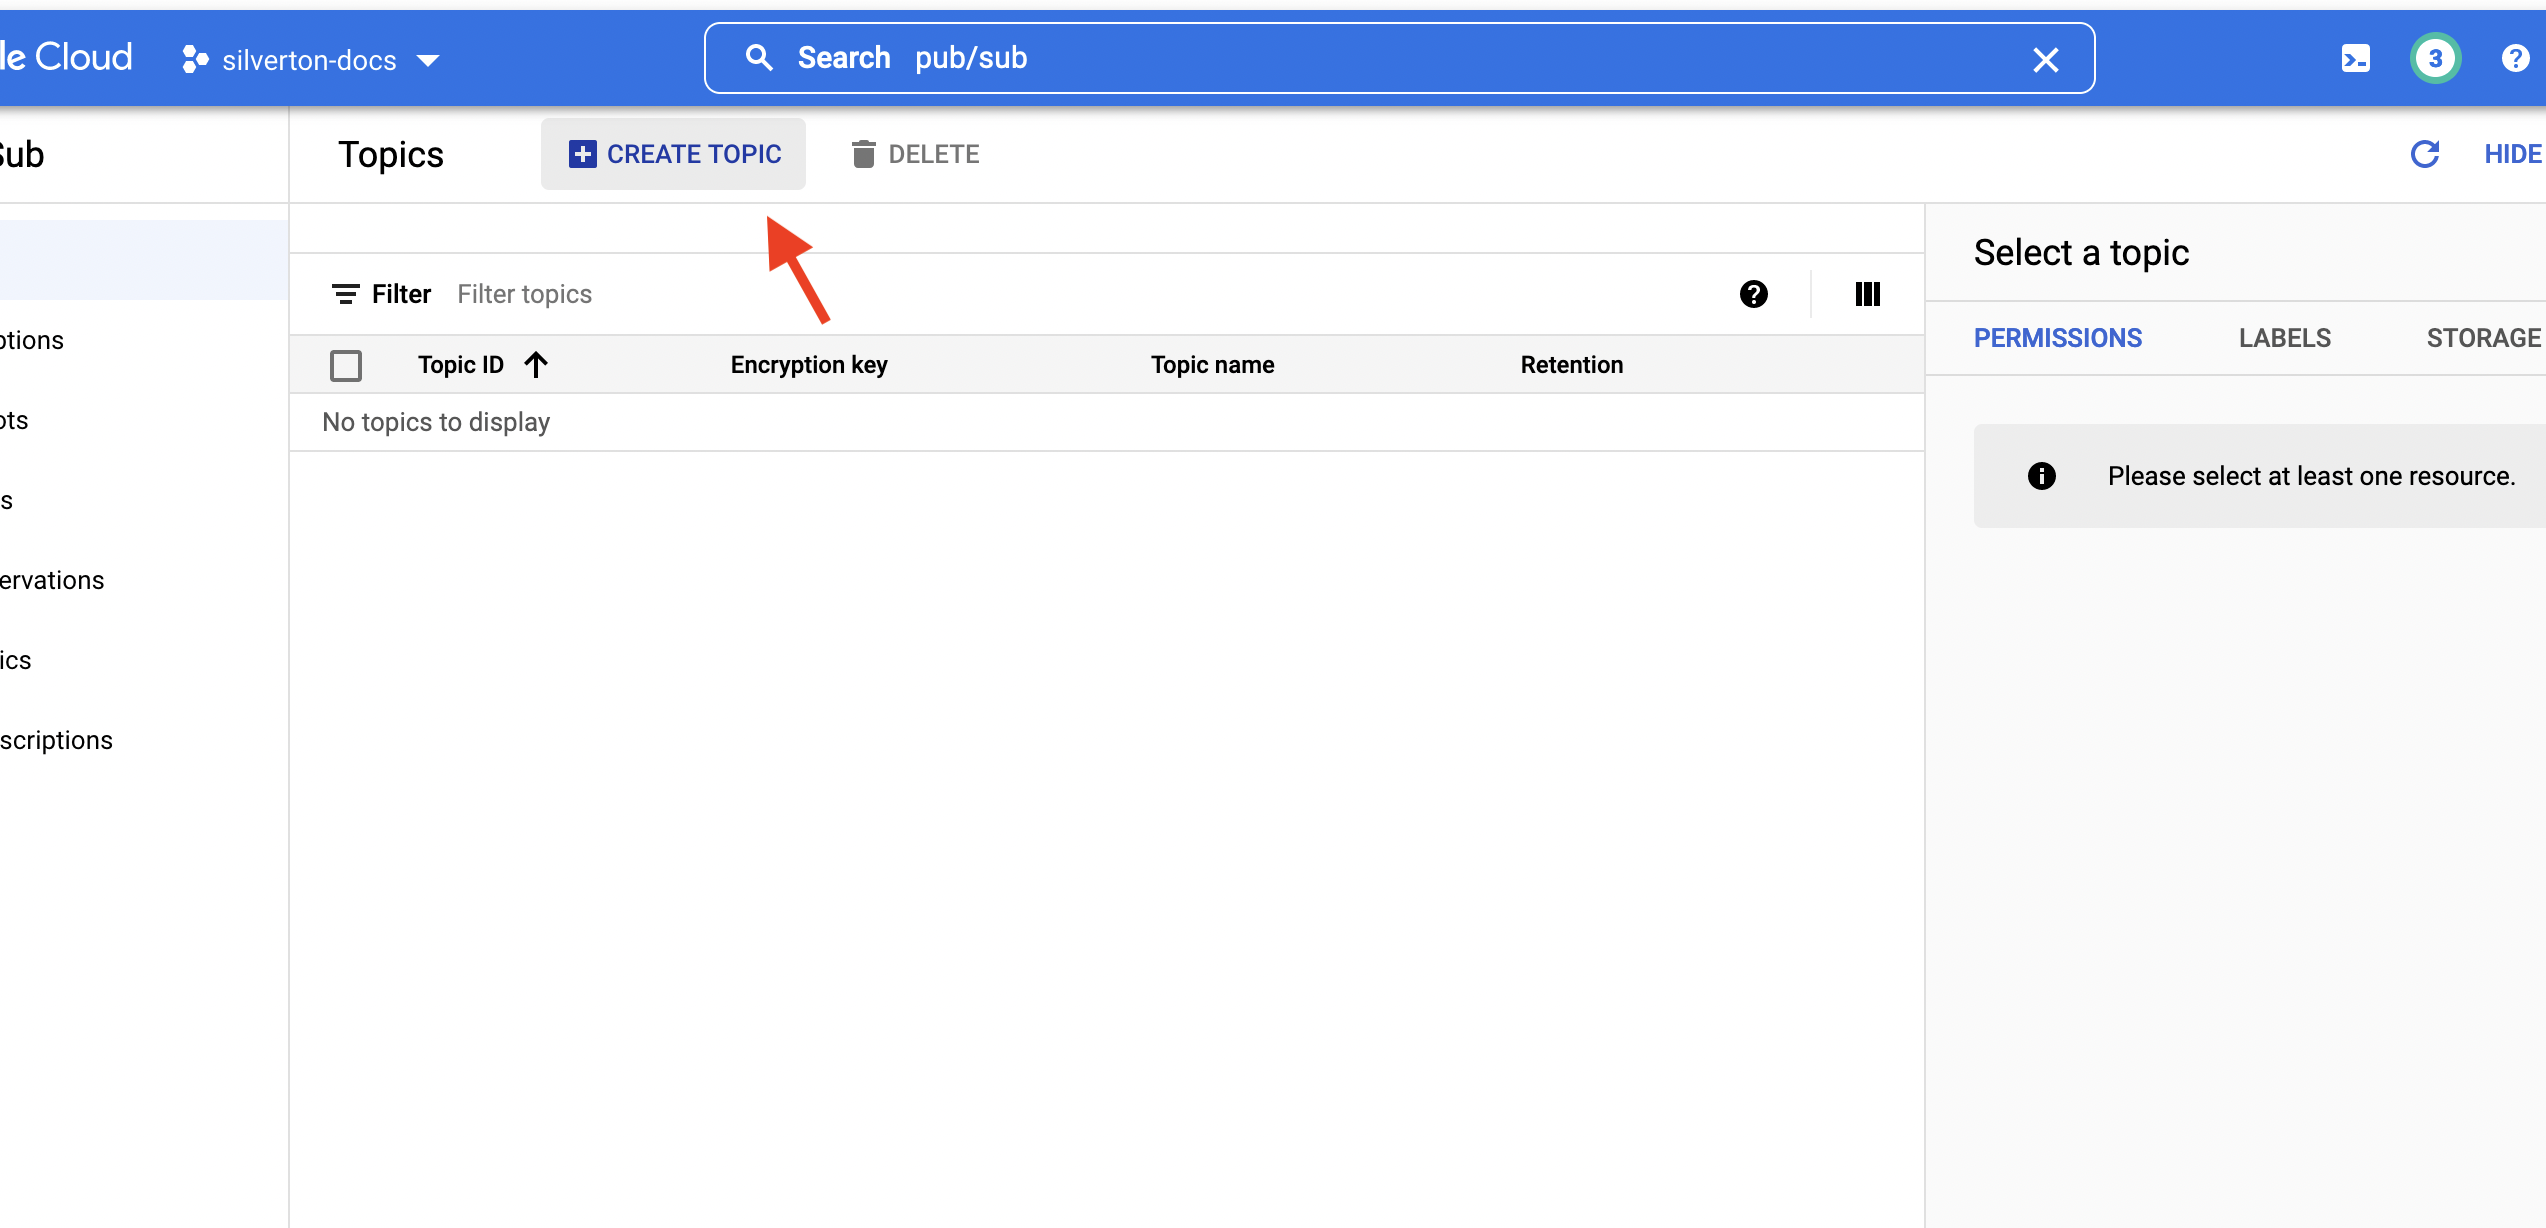 le Cloud
silverton-docs
Search pub/sub
3
Sub
Topics
CREATE TOPIC
DELETE
HIDE
Filter Filter topics
Topic ID Encryption key Topic name Retention
No topics to display
ptions
ots
s
ervations
ics
scriptions
Select a topic
PERMISSIONS LABELS STORAGE
Please select at least one resource.